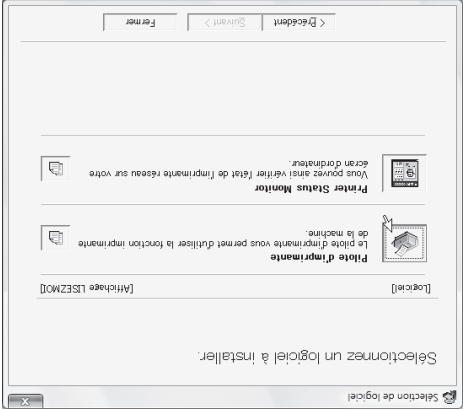 Sélection de logiciel
X
Sélectionnez un logiciel à installer.
[Logiciel] [Affichage LISEZMOI]
Pilote d'imprimante
Le pilote d'imprimante vous permet d'utiliser la fonction imprimante
de la machine.
Printer Status Monitor
Vous pouvez ainsi vérifier l'état de l'imprimante réseau sur votre
écran d'ordinateur.
< Précédent Suivant > Fermer